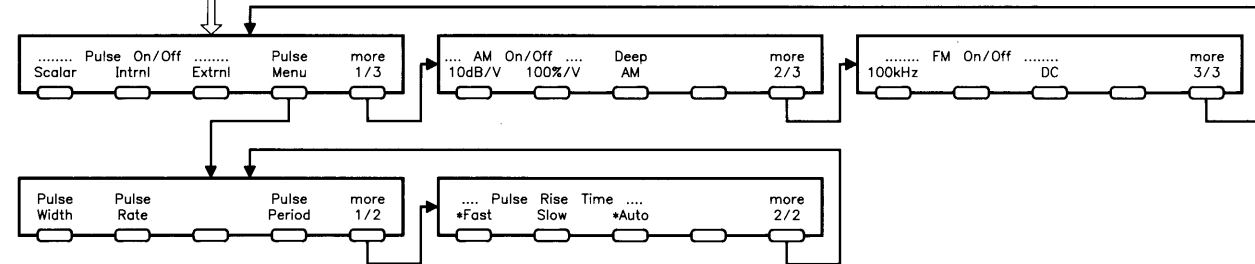 ........ Pulse On/Off ........ Pulse more
Scalar Intrnl Extrnl Menu 1/3
.... AM On/Off .... Deep more
10dB/V 100%/V AM 2/3
........ FM On/Off ........ more
100kHz DC 3/3
Pulse Pulse Pulse more
Width Rate Period 1/2
.... Pulse Rise Time .... more
*Fast Slow *Auto 2/2